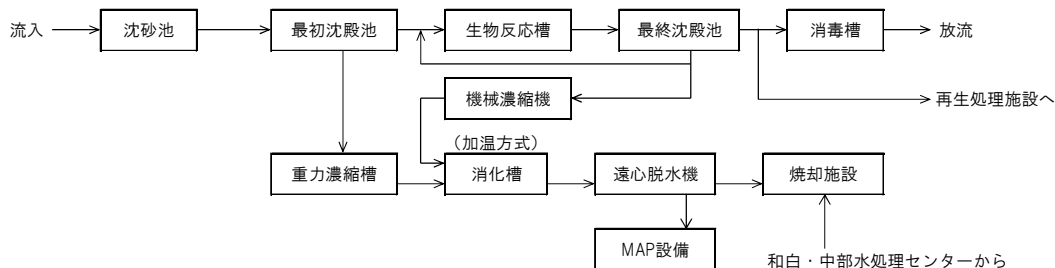 流入
沈砂池
最初沈殿池
生物反応槽
最終沈殿池
消毒槽
放流
機械濃縮機
再生処理施設へ
（加温方式）
重力濃縮槽
消化槽
遠心脱水機
焼却施設
MAP設備
和白・中部水処理センターから